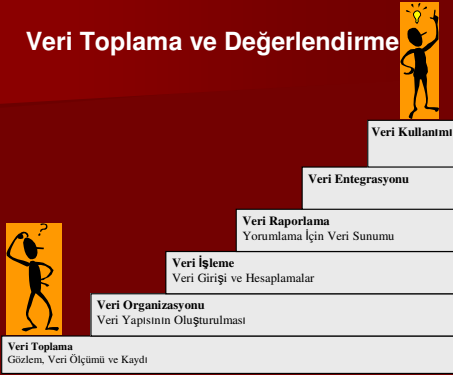 Veri Toplama ve Değerlendirme
Veri Kullanımı
Veri Entegrasyonu
Veri Raporlama
Yorumlama İçin Veri Sunumu
Veri İşleme
Veri Girişi ve Hesaplamalar
Veri Organizasyonu
Veri Yapısının Oluşturulması
?
Veri Toplama
Gözlem, Veri Ölçümü ve Kaydı